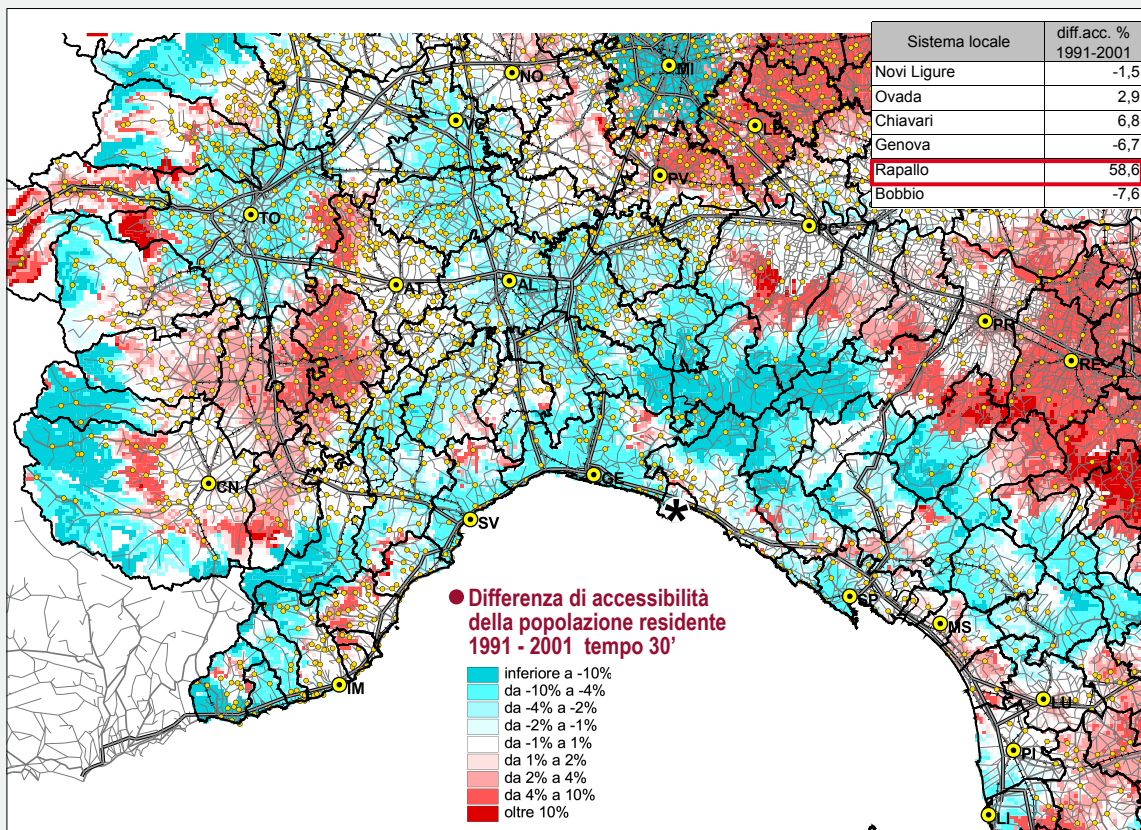 Sistema locale
diff.acc. %
1991-2001
Novi Ligure -1,5
Ovada 2,9
Chiavari 6,8
Genova -6,7
Rapallo 58,6
Bobbio -7,6
NO
MI
PV
TO
PC
AT
AL
PR
RE
CN
GE
*
SV
SP
MS
IM
LU
PI
LI
Differenza di accessibilità
della popolazione residente
1991 - 2001 tempo 30'
inferiore a -10%
da -10% a -4%
da -4% a -2%
da -2% a -1%
da -1% a 1%
da 1% a 2%
da 2% a 4%
da 4% a 10%
oltre 10%